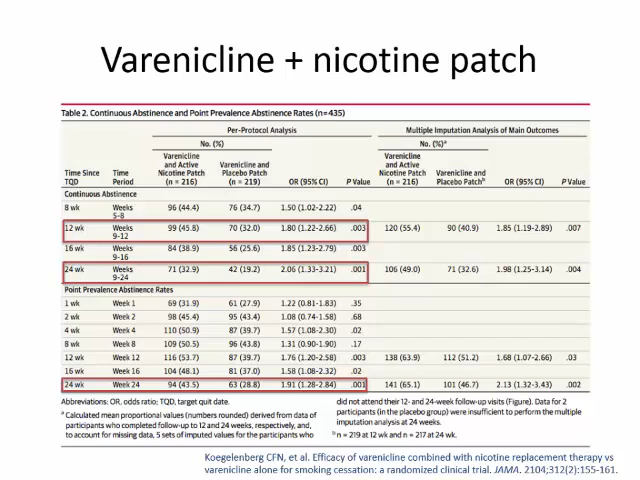 Varenicline + nicotine patch
Table 2. Continuous Abstinence and Point Prevalence Abstinence Rates (n=435)
Per-Protocol Analysis Multiple Imputation Analysis of Main Outcomes
No. (%) No. (%)a
Time Since TQD Time Period Varenicline and Active Nicotine Patch (n = 216) Varenicline and Placebo Patch (n = 219) OR (95% CI) P Value Varenicline and Active Nicotine Patch (n = 216) Varenicline and Placebo Patchb OR (95% CI) P Value
Continuous Abstinence
8 wk Weeks 5-8 96 (44.4) 76 (34.7) 1.50 (1.02-2.22) .04
12 wk Weeks 9-12 99 (45.8) 70 (32.0) 1.80 (1.22-2.66) .003 120 (55.4) 90 (40.9) 1.85 (1.19-2.89) .007
16 wk Weeks 9-16 84 (38.9) 56 (25.6) 1.85 (1.23-2.79) .003
24 wk Weeks 9-24 71 (32.9) 42 (19.2) 2.06 (1.33-3.21) .001 106 (49.0) 71 (32.6) 1.98 (1.25-3.14) .004
Point Prevalence Abstinence Rates
1 wk Week 1 69 (31.9) 61 (27.9) 1.22 (0.81-1.83) .35
2 wk Week 2 98 (45.4) 95 (43.4) 1.08 (0.74-1.58) .68
4 wk Week 4 110 (50.9) 87 (39.7) 1.57 (1.08-2.30) .02
8 wk Week 8 109 (50.5) 96 (43.8) 1.31 (0.90-1.90) .17
12 wk Week 12 116 (53.7) 87 (39.7) 1.76 (1.20-2.58) .003 138 (63.9) 112 (51.2) 1.68 (1.07-2.66) .03
16 wk Week 16 104 (48.1) 81 (37.0) 1.58 (1.08-2.32) .02
24 wk Week 24 94 (43.5) 63 (28.8) 1.91 (1.28-2.84) .001 141 (65.1) 101 (46.7) 2.13 (1.32-3.43) .002
Abbreviations: OR, odds ratio; TQD, target quit date.
a Calculated mean proportional values (numbers rounded) derived from data of
participants who completed follow-up to 12 and 24 weeks, respectively, and,
to account for missing data, 5 sets of imputed values for the participants who
did not attend their 12- and 24-week follow-up visits (Figure). Data for 2
participants (in the placebo group) were insufficient to perform the multiple
imputation analysis at 24 weeks.
b n = 219 at 12 wk and n = 217 at 24 wk.
Koegelenberg CFN, et al. Efficacy of varenicline combined with nicotine replacement therapy vs
varenicline alone for smoking cessation: a randomized clinical trial. JAMA. 2104;312(2):155-161.